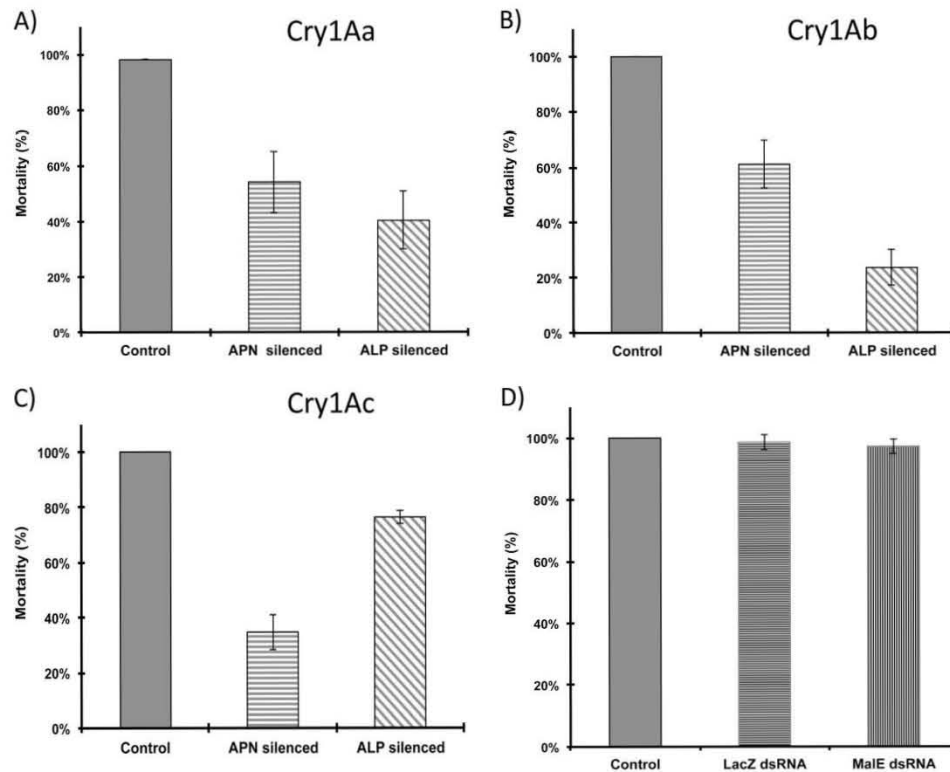 A)
Cry1Aa
Mortality (%)
100%
80%
60%
40%
20%
0%
Control
APN silenced
ALP silenced
B)
Cry1Ab
Mortality (%)
100%
80%
60%
40%
20%
0%
Control
APN silenced
ALP silenced
C)
Cry1Ac
Mortality (%)
100%
80%
60%
40%
20%
0%
Control
APN silenced
ALP silenced
D)
Mortality (%)
100%
80%
60%
40%
20%
0%
Control
LacZ dsRNA
MalE dsRNA